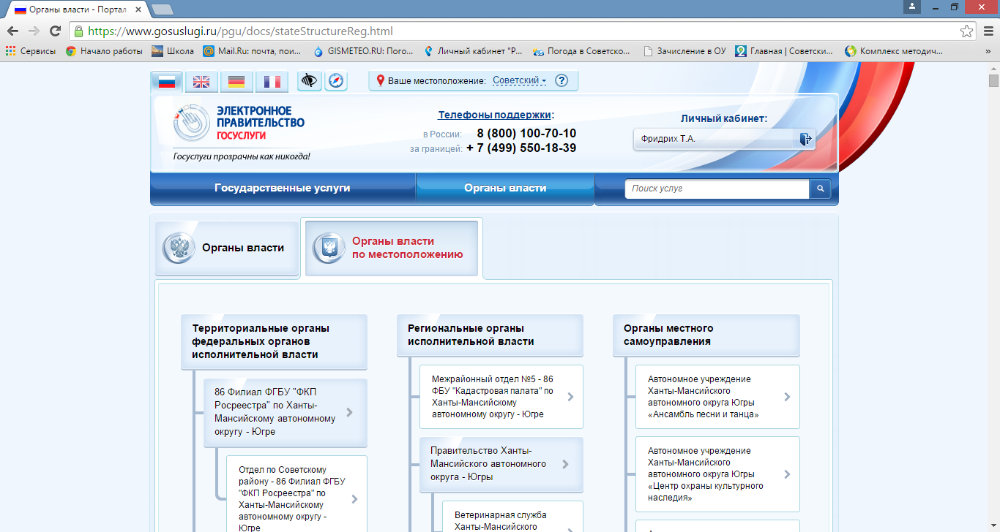 Органы власти - Портал
https://www.gosuslugi.ru/pgu/docs/stateStructureReg.html
Сервисы
Начало работы
Школа
Mail.Ru: почта, пои...
GISMETEO.RU: Пого...
Личный кабинет "Р...
Погода в Советско...
Зачисление в ОУ
Главная | Советски...
Комплекс методич...
»
Ваше местоположение: Советский
?
ЭЛЕКТРОННОЕ
ПРАВИТЕЛЬСТВО
ГОСУСЛУГИ
Госуслуги прозрачны как никогда!
Телефоны поддержки:
в России: 8 (800) 100-70-10
за границей: + 7 (499) 550-18-39
Личный кабинет:
Фридрих Т.А.
Государственные услуги
Органы власти
Поиск услуг
Органы власти
Органы власти
по местоположению
Территориальные органы
федеральных органов
исполнительной власти
86 Филиал ФГБУ "ФКП
Росреестра" по Ханты-
Мансийскому автономному
округу - Югре
Отдел по Советскому
району - 86 Филиал ФГБУ
"ФКП Росреестра" по
Ханты-Мансийскому
автономному округу -
Югре
Региональные органы
исполнительной власти
Межрайонный отдел №5 - 86
ФБУ "Кадастровая палата" по
Ханты-Мансийскому
автономному округу - Югре
Правительство Ханты-
Мансийского автономного
округа - Югры
Ветеринарная служба
Ханты-Мансийского
Органы местного
самоуправления
Автономное учреждение
Ханты-Мансийского
автономного округа Югры
«Ансамбль песни и танца»
Автономное учреждение
Ханты-Мансийского
автономного округа Югры
«Центр охраны культурного
наследия»